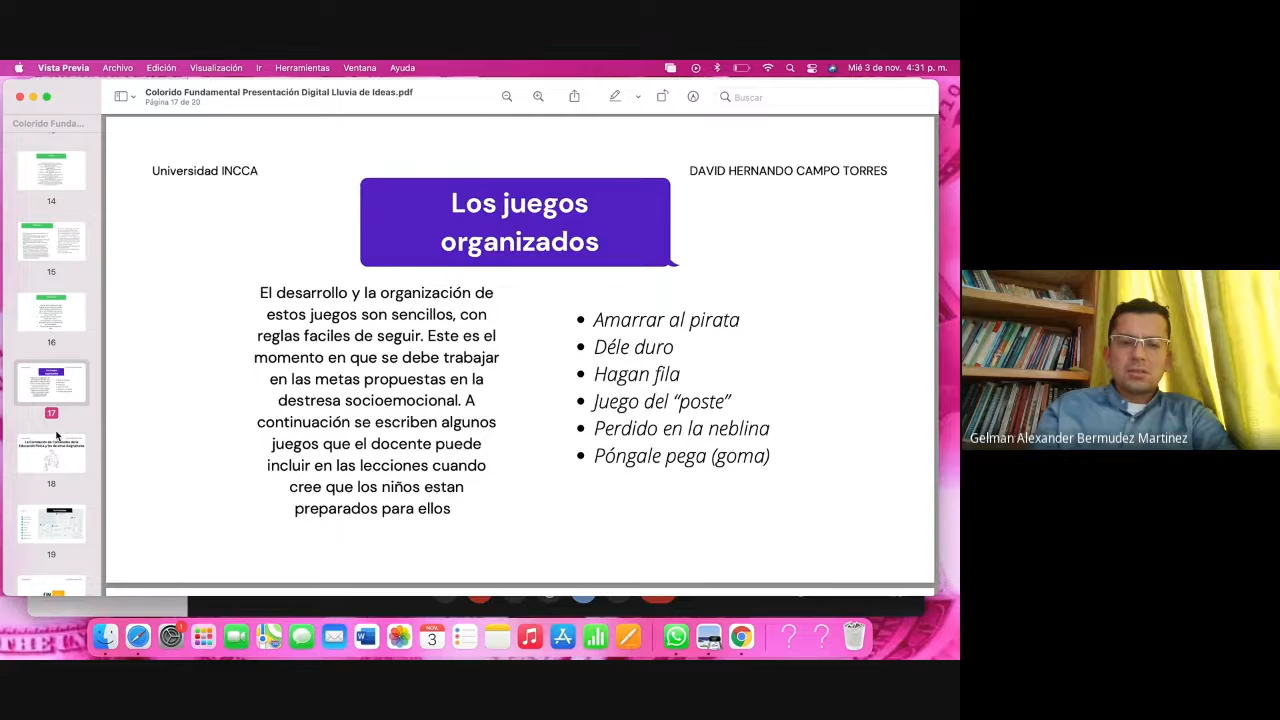 Vista Previa Archivo Edición Visualización Ir Herramientas Ventana Ayuda Mié 3 de nov. 4:31 p. m.
Colorido Fundamental Presentación Digital Lluvia de Ideas.pdf
Página 17 de 20
Buscar
Colorido Funda...
14
15
16
17
18
19
FIN
Universidad INCCA
DAVID HERNANDO CAMPO TORRES
Los juegos
organizados
El desarrollo y la organización de
estos juegos son sencillos, con
reglas faciles de seguir. Este es el
momento en que se debe trabajar
en las metas propuestas en la
destresa socioemocional. A
continuación se escriben algunos
juegos que el docente puede
incluir en las lecciones cuando
cree que los niños estan
preparados para ellos
• Amarrar al pirata
• Déle duro
• Hagan fila
• Juego del “poste”
• Perdido en la neblina
• Póngale pega (goma)
Gelman Alexander Bermudez Martinez
NOV.
3